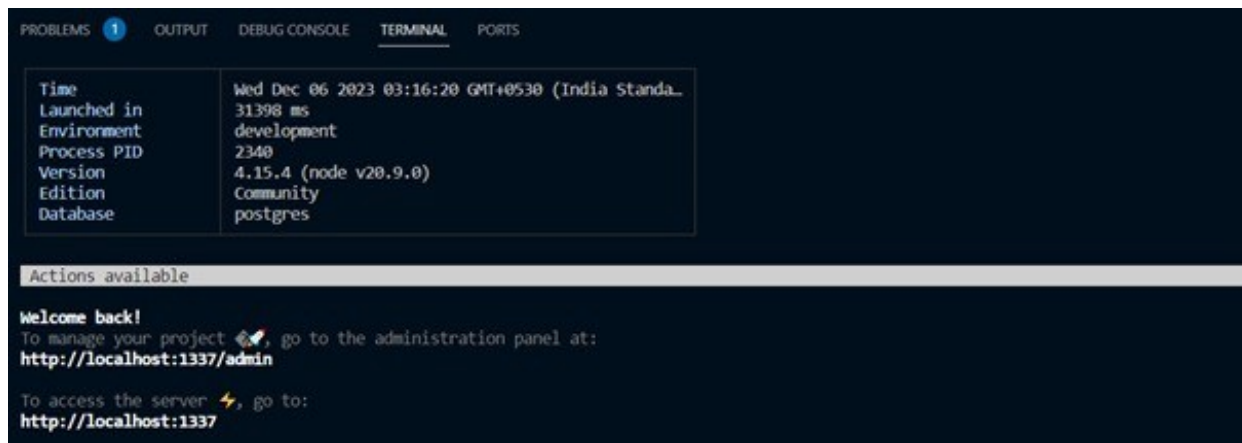 PROBLEMS 1 OUTPUT DEBUG CONSOLE TERMINAL PORTS
Time Wed Dec 06 2023 03:16:20 GMT+0530 (India Standa…
Launched in 31398 ms
Environment development
Process PID 2340
Version 4.15.4 (node v20.9.0)
Edition Community
Database postgres
Actions available
Welcome back!
To manage your project 🚀, go to the administration panel at:
http://localhost:1337/admin
To access the server ⚡, go to:
http://localhost:1337